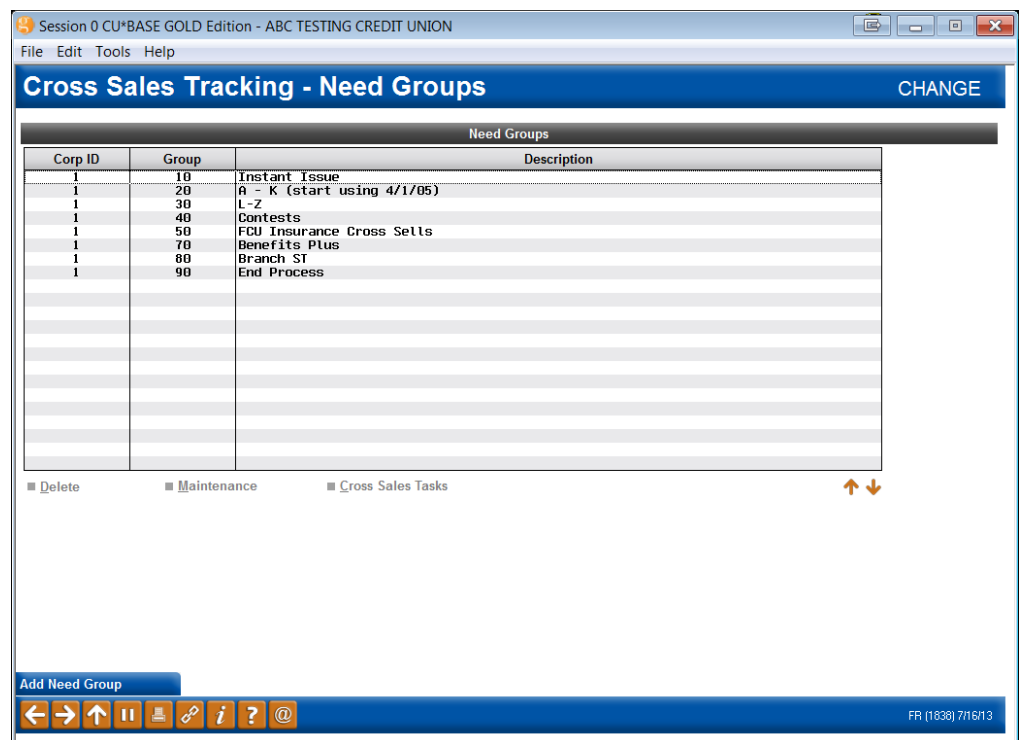 Session 0 CU*BASE GOLD Edition - ABC TESTING CREDIT UNION
File Edit Tools Help
Cross Sales Tracking - Need Groups CHANGE
Need Groups
Corp ID Group Description
1 10 Instant Issue
1 20 A - K (start using 4/1/05)
1 30 L-Z
1 40 Contests
1 50 FCU Insurance Cross Sells
1 70 Benefits Plus
1 80 Branch ST
1 90 End Process
Delete Maintenance Cross Sales Tasks
Add Need Group
FR (1838) 7/16/13